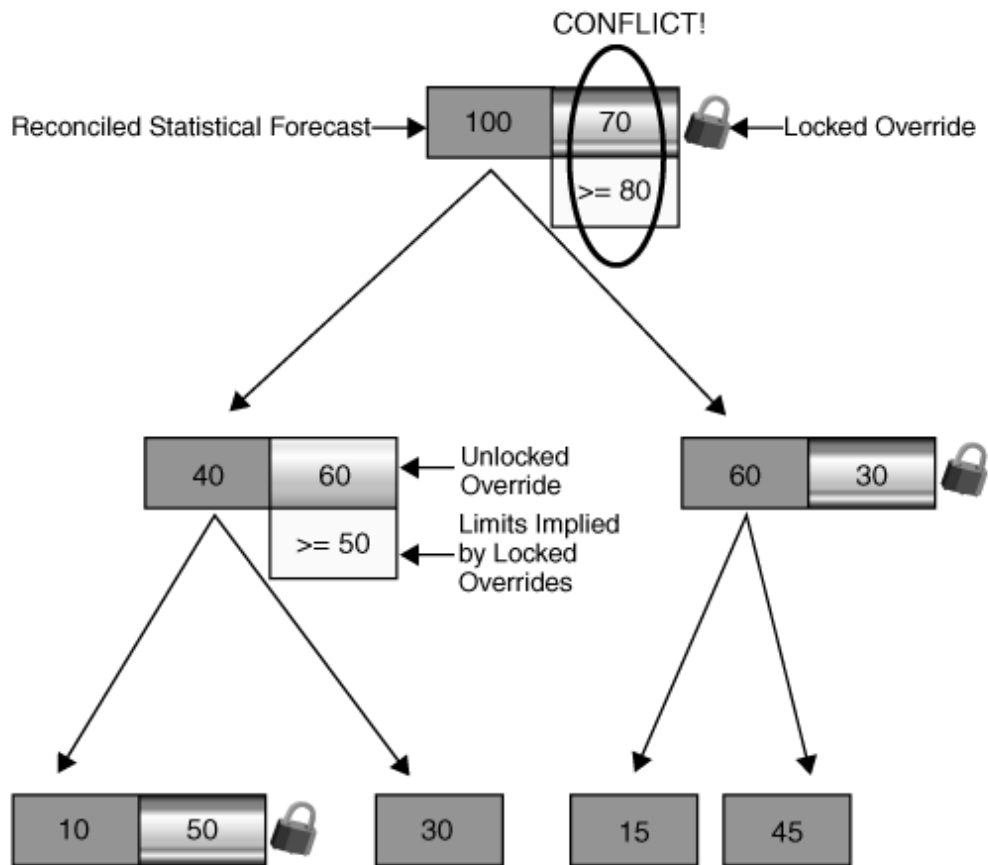 CONFLICT!
Reconciled Statistical Forecast
100
70
Locked Override
>= 80
40
60
Unlocked
Override
60
30
>= 50
Limits Implied
by Locked
Overrides
10
50
30
15
45